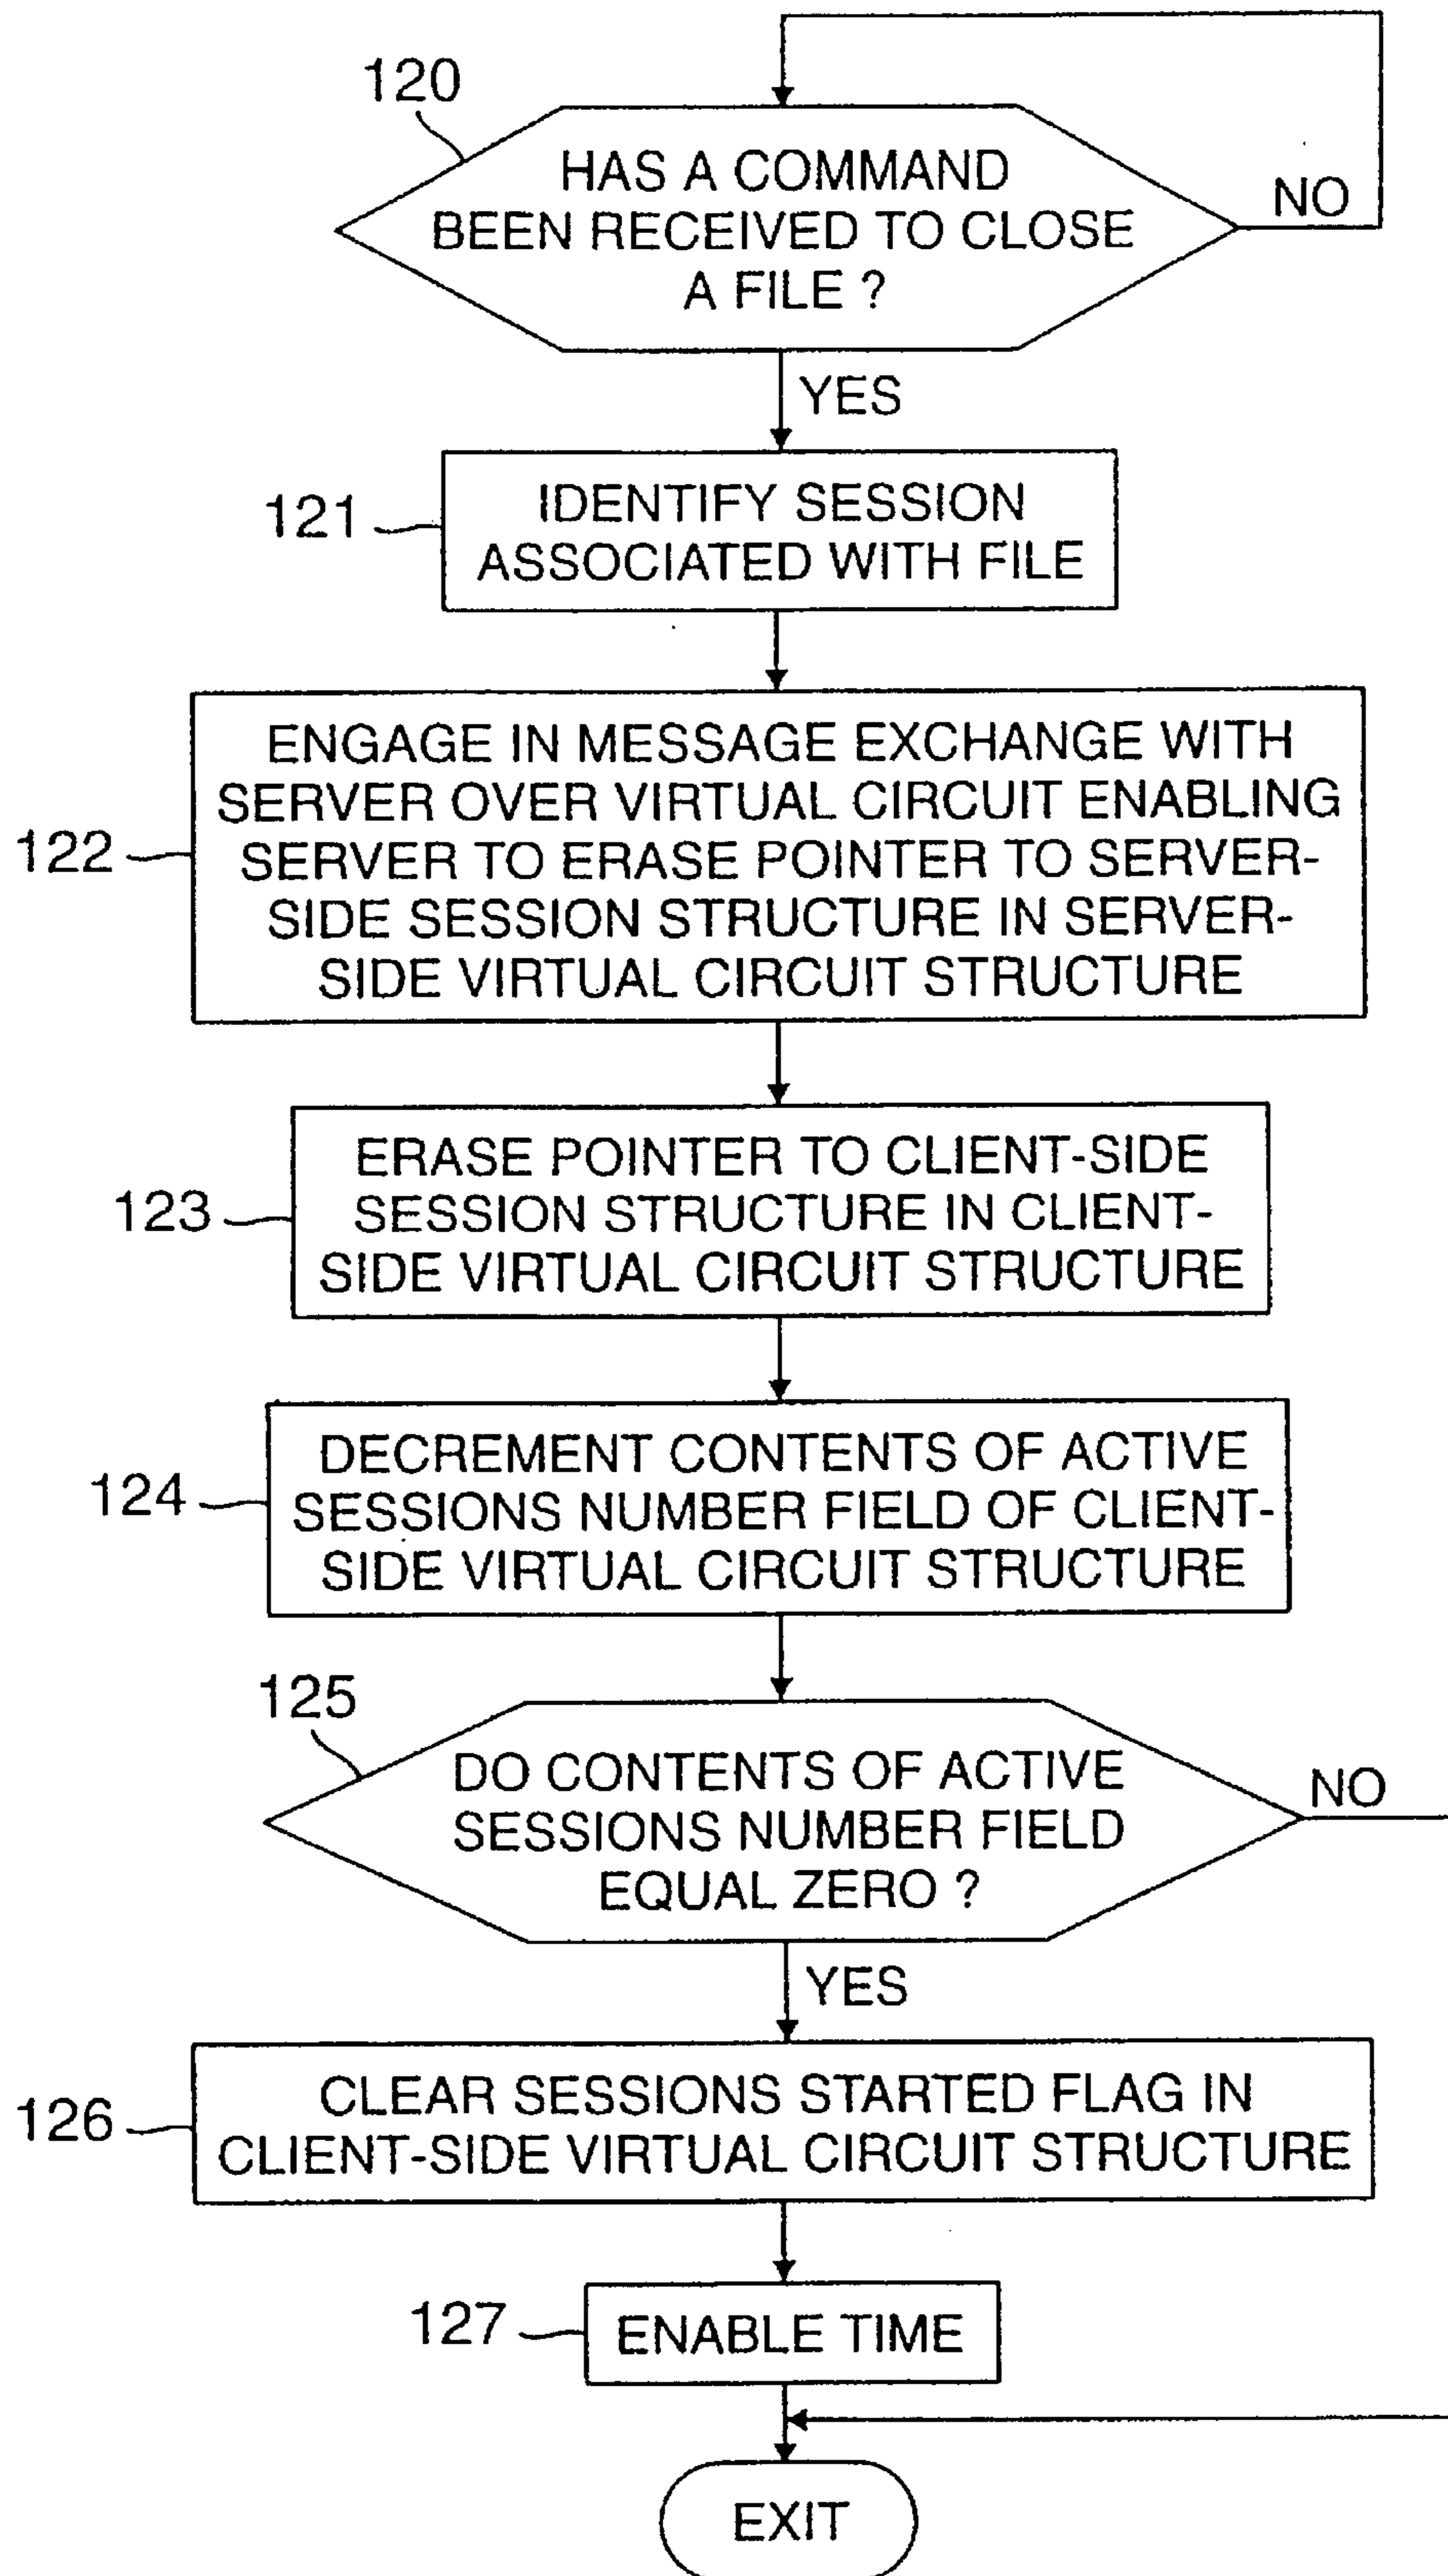 120
HAS A COMMAND
BEEN RECEIVED TO CLOSE
A FILE ?
NO
YES
121
IDENTIFY SESSION
ASSOCIATED WITH FILE
122
ENGAGE IN MESSAGE EXCHANGE WITH
SERVER OVER VIRTUAL CIRCUIT ENABLING
SERVER TO ERASE POINTER TO SERVER-
SIDE SESSION STRUCTURE IN SERVER-
SIDE VIRTUAL CIRCUIT STRUCTURE
123
ERASE POINTER TO CLIENT-SIDE
SESSION STRUCTURE IN CLIENT-
SIDE VIRTUAL CIRCUIT STRUCTURE
124
DECREMENT CONTENTS OF ACTIVE
SESSIONS NUMBER FIELD OF CLIENT-
SIDE VIRTUAL CIRCUIT STRUCTURE
125
DO CONTENTS OF ACTIVE
SESSIONS NUMBER FIELD
EQUAL ZERO ?
NO
YES
126
CLEAR SESSIONS STARTED FLAG IN
CLIENT-SIDE VIRTUAL CIRCUIT STRUCTURE
127
ENABLE TIME
EXIT